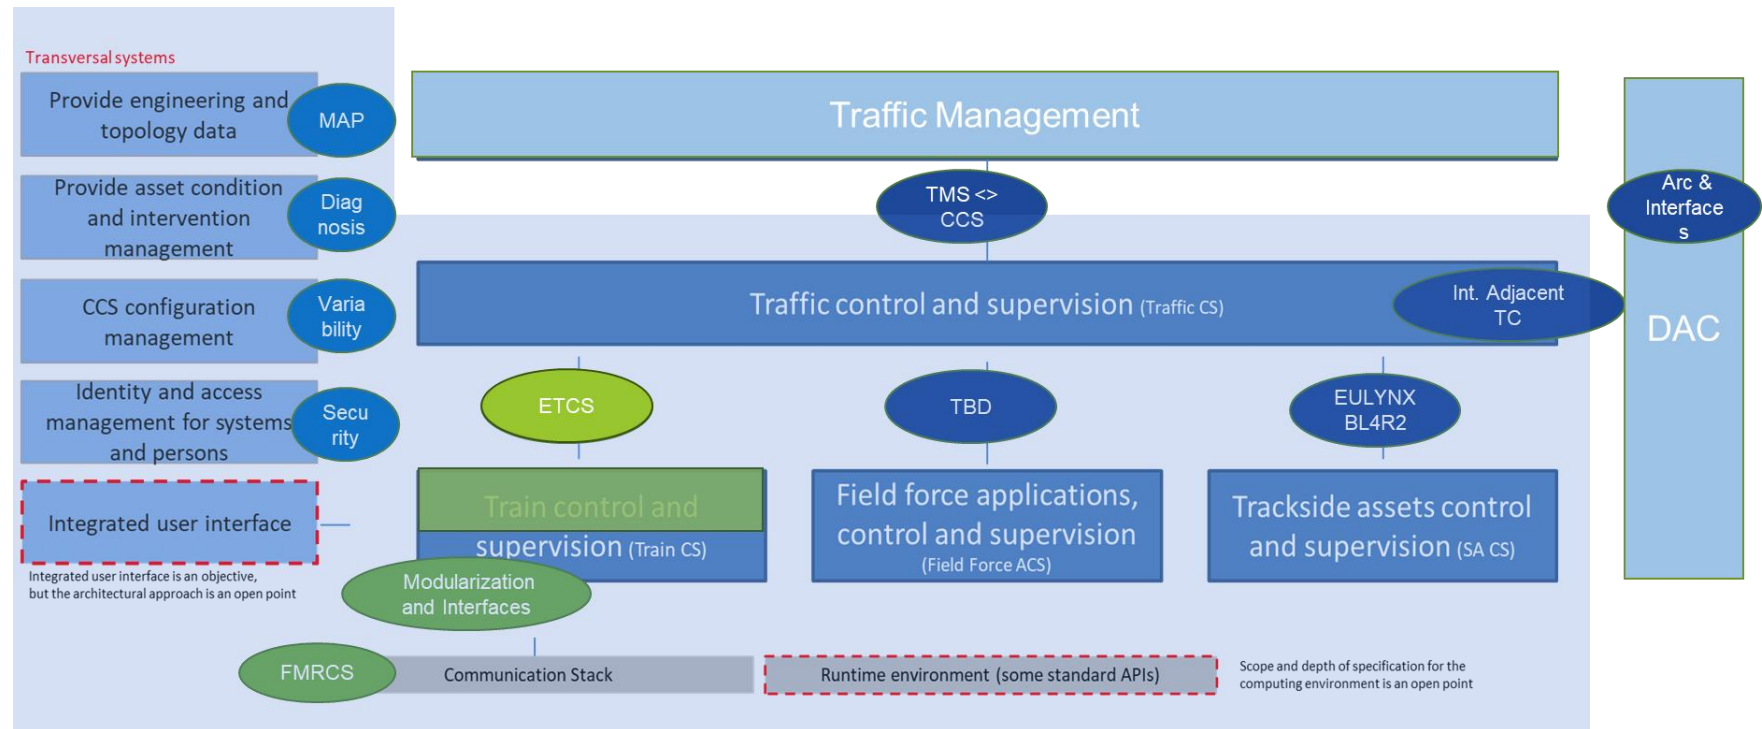 Transversal systems
Provide engineering and
topology data
MAP
Provide asset condition
and intervention
management
Diag
nosis
CCS configuration
management
Varia
bility
Identity and access
management for systems
and persons
Secu
rity
Integrated user interface
Integrated user interface is an objective,
but the architectural approach is an open point
Traffic Management
TMS <>
CCS
Traffic control and supervision (Traffic CS)
Int. Adjacent
TC
Arc &
Interface
s
DAC
ETCS
TBD
EULYNX
BL4R2
Train control and
supervision (Train CS)
Field force applications,
control and supervision
(Field Force ACS)
Trackside assets control
and supervision (SA CS)
Modularization
and Interfaces
FMRCS
Communication Stack
Runtime environment (some standard APIs)
Scope and depth of specification for the
computing environment is an open point